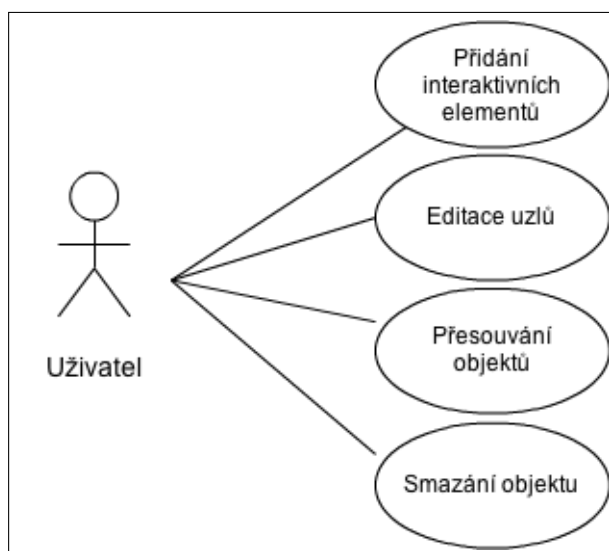 Přidání
interaktivních
elementů
Editace uzlů
Přesouvání
objektů
Uživatel
Smazání objektu